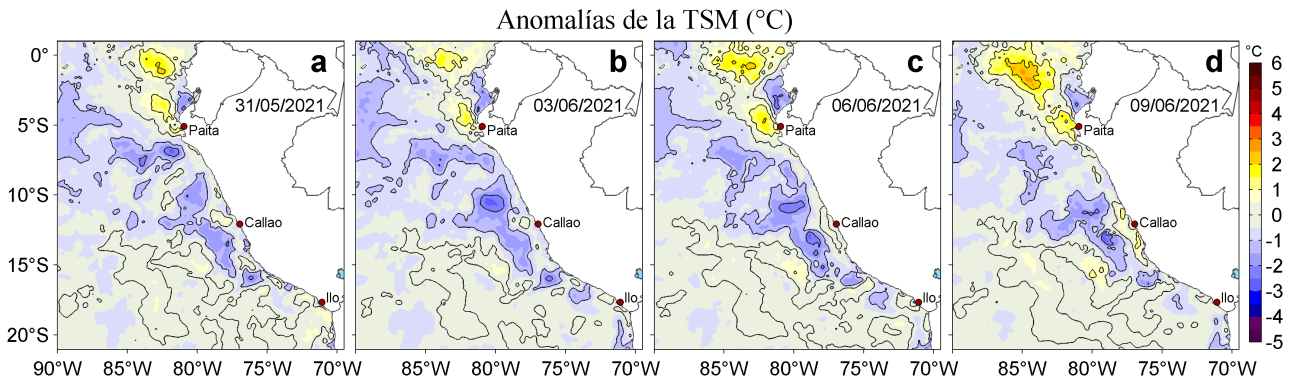 Anomalías de la TSM (°C)
a b c d
31/05/2021 03/06/2021 06/06/2021 09/06/2021
Paita Paita Paita Paita
Callao Callao Callao Callao
Ilo Ilo Ilo Ilo
0°
5°S
10°S
15°S
20°S
90°W 85°W 80°W 75°W 70°W 85°W 80°W 75°W 70°W 85°W 80°W 75°W 70°W 85°W 80°W 75°W 70°W
°C
6
5
4
3
2
1
0
-1
-2
-3
-4
-5